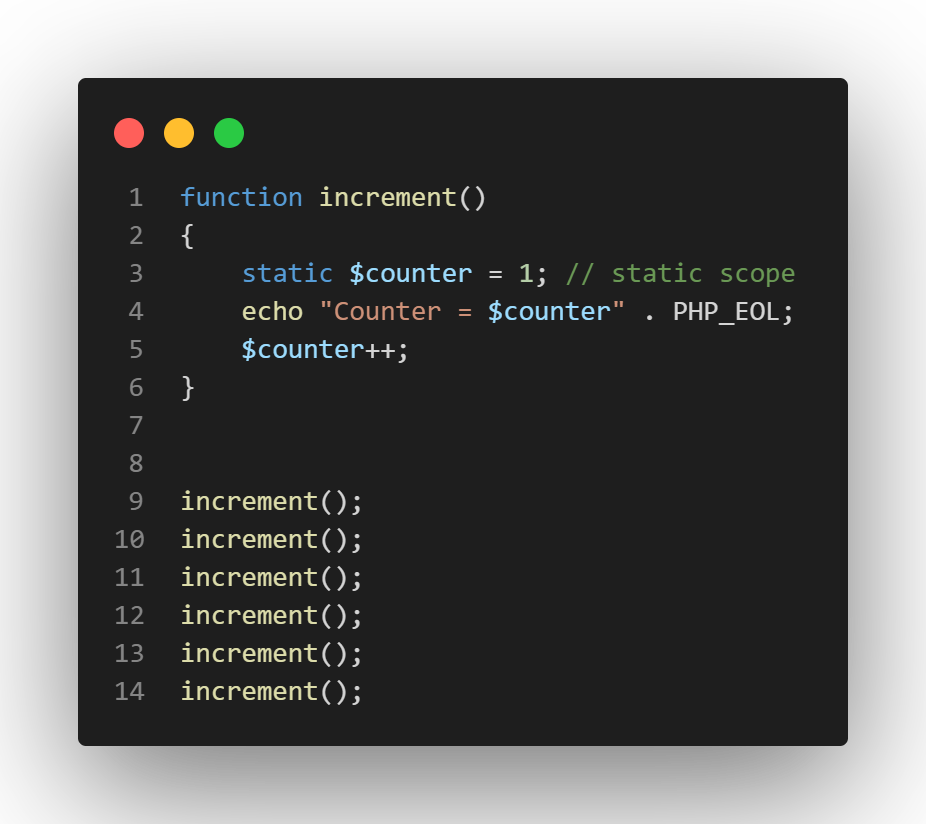 1 function increment()
2 {
3     static $counter = 1; // static scope
4     echo "Counter = $counter" . PHP_EOL;
5     $counter++;
6 }
7
8
9 increment();
10 increment();
11 increment();
12 increment();
13 increment();
14 increment();